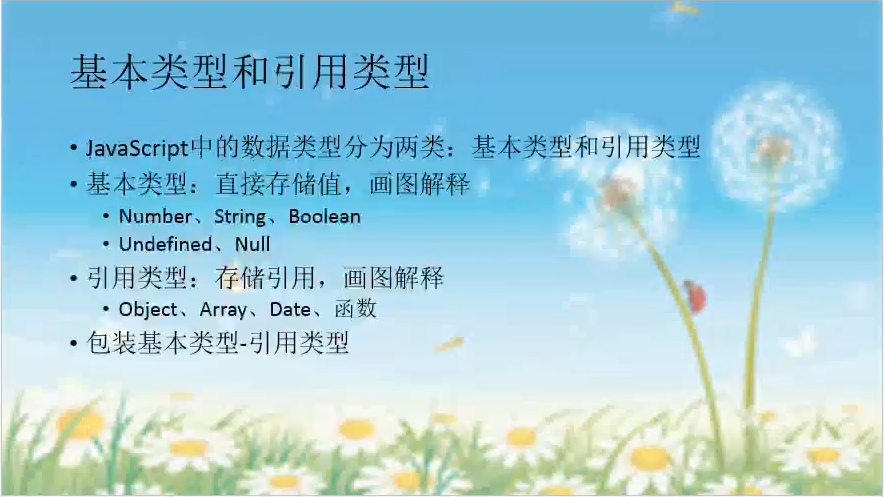 基本类型和引用类型
• JavaScript中的数据类型分为两类：基本类型和引用类型
• 基本类型：直接存储值，画图解释
• Number、String、Boolean
• Undefined、Null
• 引用类型：存储引用，画图解释
• Object、Array、Date、函数
• 包装基本类型-引用类型